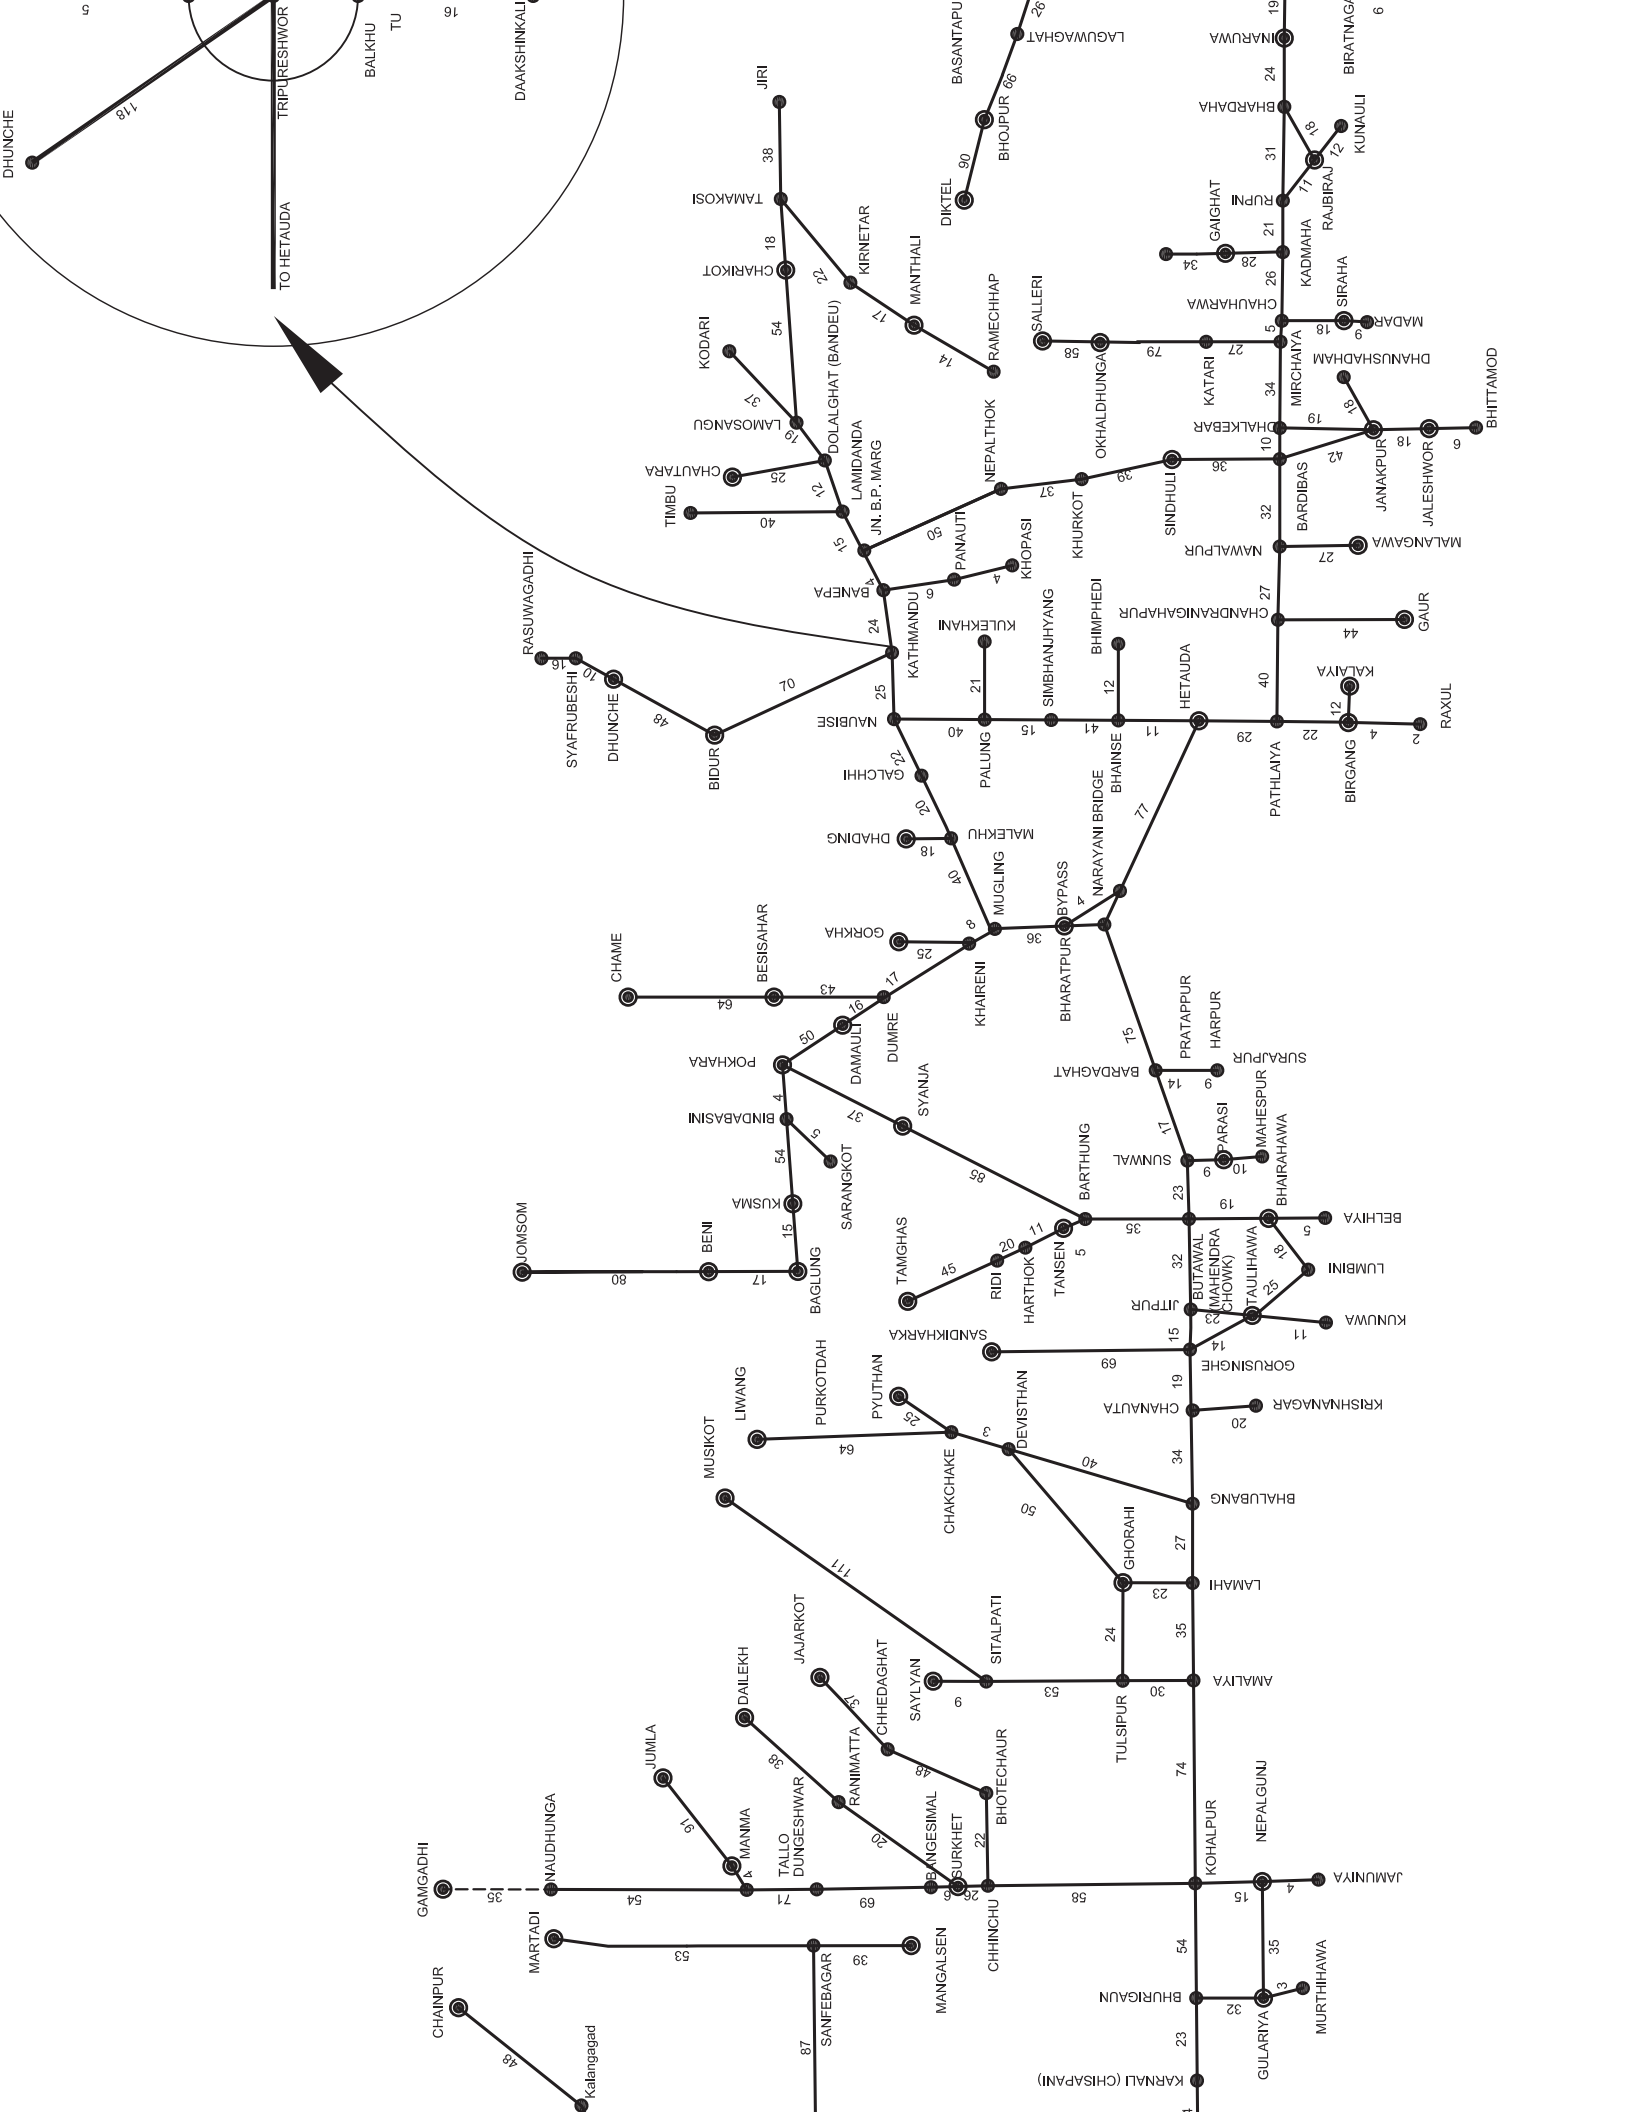 5
TRIPURESHWOR
BALKHU
TU
16
DAAKSHINKALI
118
DHUNCHE
TO HETAUDA
JIRI
38
TAMAKOSI
18
CHARIKOT
22
KIRNETAR
17
MANTHALI
14
RAMECHHAP
54
KODARI
37
LAMOSANGU
19
DOLALGHAT (BANDEU)
CHAUTARA
25
12
LAMIDANDA
TIMBU
40
15
JN. B.P. MARG
50
NEPALTHOK
37
KHURKOT
39
SINDHULI
36
4
BANEPA
6
PANAUTI
4
KHOPASI
24
KATHMANDU
RASUWAGADHI
16
SYAFRUBESHI
10
DHUNCHE
48
BIDUR
70
25
NAUBISE
40
PALUNG
21
KULEKHANI
15
SIMBHANJHYANG
41
BHAINSE
12
BHIMPHEDI
11
HETAUDA
29
PATHLAIYA
22
BIRGANG
12
KALAIYA
4
2
RAXUL
BASANTAPU
26
LAGUWAGHAT
66
BHOJPUR
90
DIKTEL
19
INARUWA
BIRATNAGA
6
24
BHARDAHA
18
RAJBIRAJ
12
KUNAULI
11
31
RUPNI
21
GAIGHAT
34
28
KADMAHA
26
CHAUHARWA
18
SIRAHA
9
MADAR
5
MIRCHAIYA
SALLERI
58
OKHALDHUNGA
79
KATARI
27
34
DHALKEBAR
19
DHANUSHADHAM
18
10
42
JANAKPUR
18
JALESHWOR
6
BHITTAMOD
BARDIBAS
32
NAWALPUR
27
MALANGAWA
27
CHANDRANIGAHAPUR
44
GAUR
40
22
GALCHHI
20
DHADING
18
MALEKHU
40
MUGLING
36
BHARATPUR
BYPASS
4
NARAYANI BRIDGE
77
8
KHAIRENI
25
GORKHA
17
DUMRE
43
BESISAHAR
64
CHAME
16
DAMAULI
50
POKHARA
4
BINDABASINI
5
SARANGKOT
54
KUSMA
15
BAGLUNG
17
BENI
80
JOMSOM
37
SYANJA
85
BARTHUNG
5
TANSEN
11
HARTHOK
20
RIDI
45
TAMGHAS
35
75
BARDAGHAT
14
PRATAPPUR
9
HARPUR
SURAJPUR
17
SUNWAL
9
PARASI
10
MAHESPUR
23
BUTAWAL
(MAHENDRA
CHOWK)
19
BHAIRAHAWA
5
BELHIYA
18
LUMBINI
25
TAULIHAWA
32
JITPUR
23
11
KUNUWA
15
14
GORUSINGHE
69
SANDIKHARKA
19
CHANAUTA
20
KRISHNANAGAR
34
BHALUBANG
40
DEVISTHAN
3
CHAKCHAKE
25
PYUTHAN
64
PURKOTDAH
LIWANG
50
27
LAMAHI
23
GHORAHI
24
TULSIPUR
35
30
AMALIYA
53
SITALPATI
9
SAYLYAN
111
MUSIKOT
74
KOHALPUR
15
NEPALGUNJ
4
JAMUNIYA
35
GULARIYA
3
MURTHIHAWA
32
BHURIGAUN
54
23
KARNALI (CHISAPANI)
58
CHHINCHU
22
BHOTECHAUR
48
CHHEDAGHAT
37
JAJARKOT
26
SURKHET
6
BANGESIMAL
20
RANIMATTA
38
DAILEKH
69
TALLO
DUNGESHWAR
71
4
MANMA
91
JUMLA
54
NAUDHUNGA
35
GAMGADHI
MARTADI
53
SANFEBAGAR
39
MANGALSEN
87
CHAINPUR
48
Kalangagad